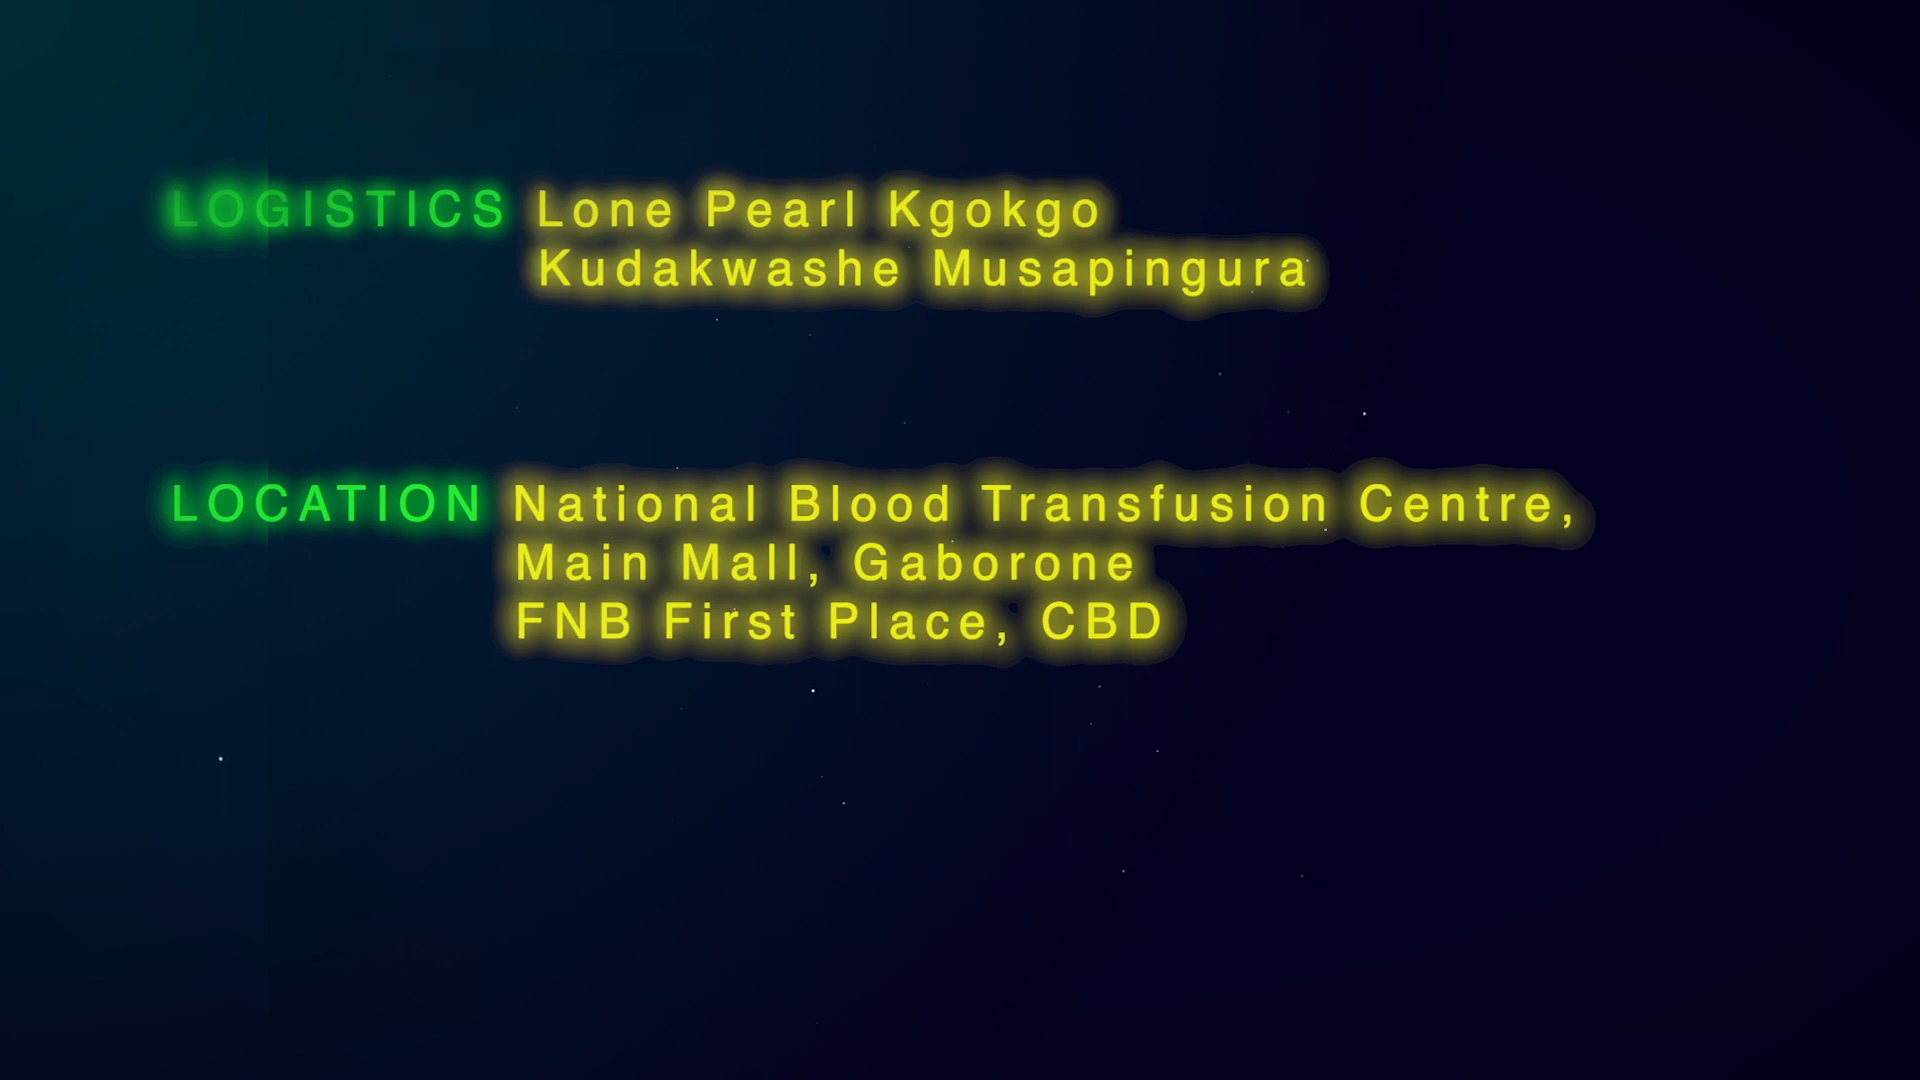 LOGISTICS Lone Pearl Kgokgo
Kudakwashe Musapingura
LOCATION National Blood Transfusion Centre,
Main Mall, Gaborone
FNB First Place, CBD